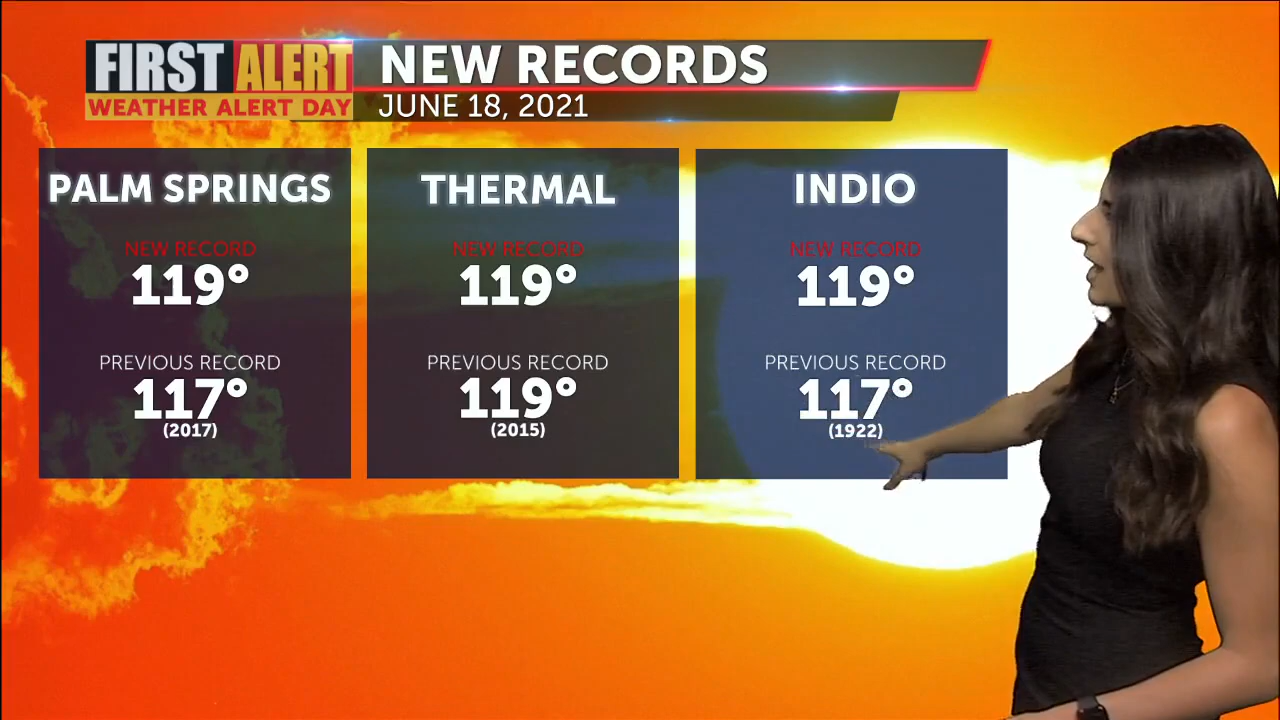 FIRST ALERT
WEATHER ALERT DAY
NEW RECORDS
JUNE 18, 2021
PALM SPRINGS
NEW RECORD
119°
PREVIOUS RECORD
117°
(2017)
THERMAL
NEW RECORD
119°
PREVIOUS RECORD
119°
(2015)
INDIO
NEW RECORD
119°
PREVIOUS RECORD
117°
(1922)